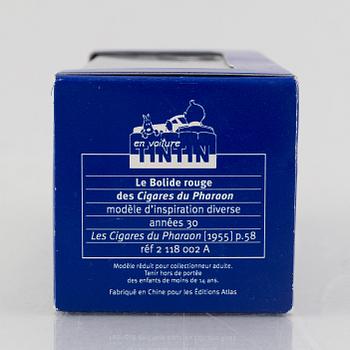 en voiture
TINTIN
Le Bolide rouge
des Cigares du Pharaon
modèle d'inspiration diverse
années 30
Les Cigares du Pharaon [1955] p.58
réf 2 118 002 A
Modèle réduit pour collectionneur adulte.
Tenir hors de portée
des enfants de moins de 14 ans.
Fabriqué en Chine pour les Éditions Atlas